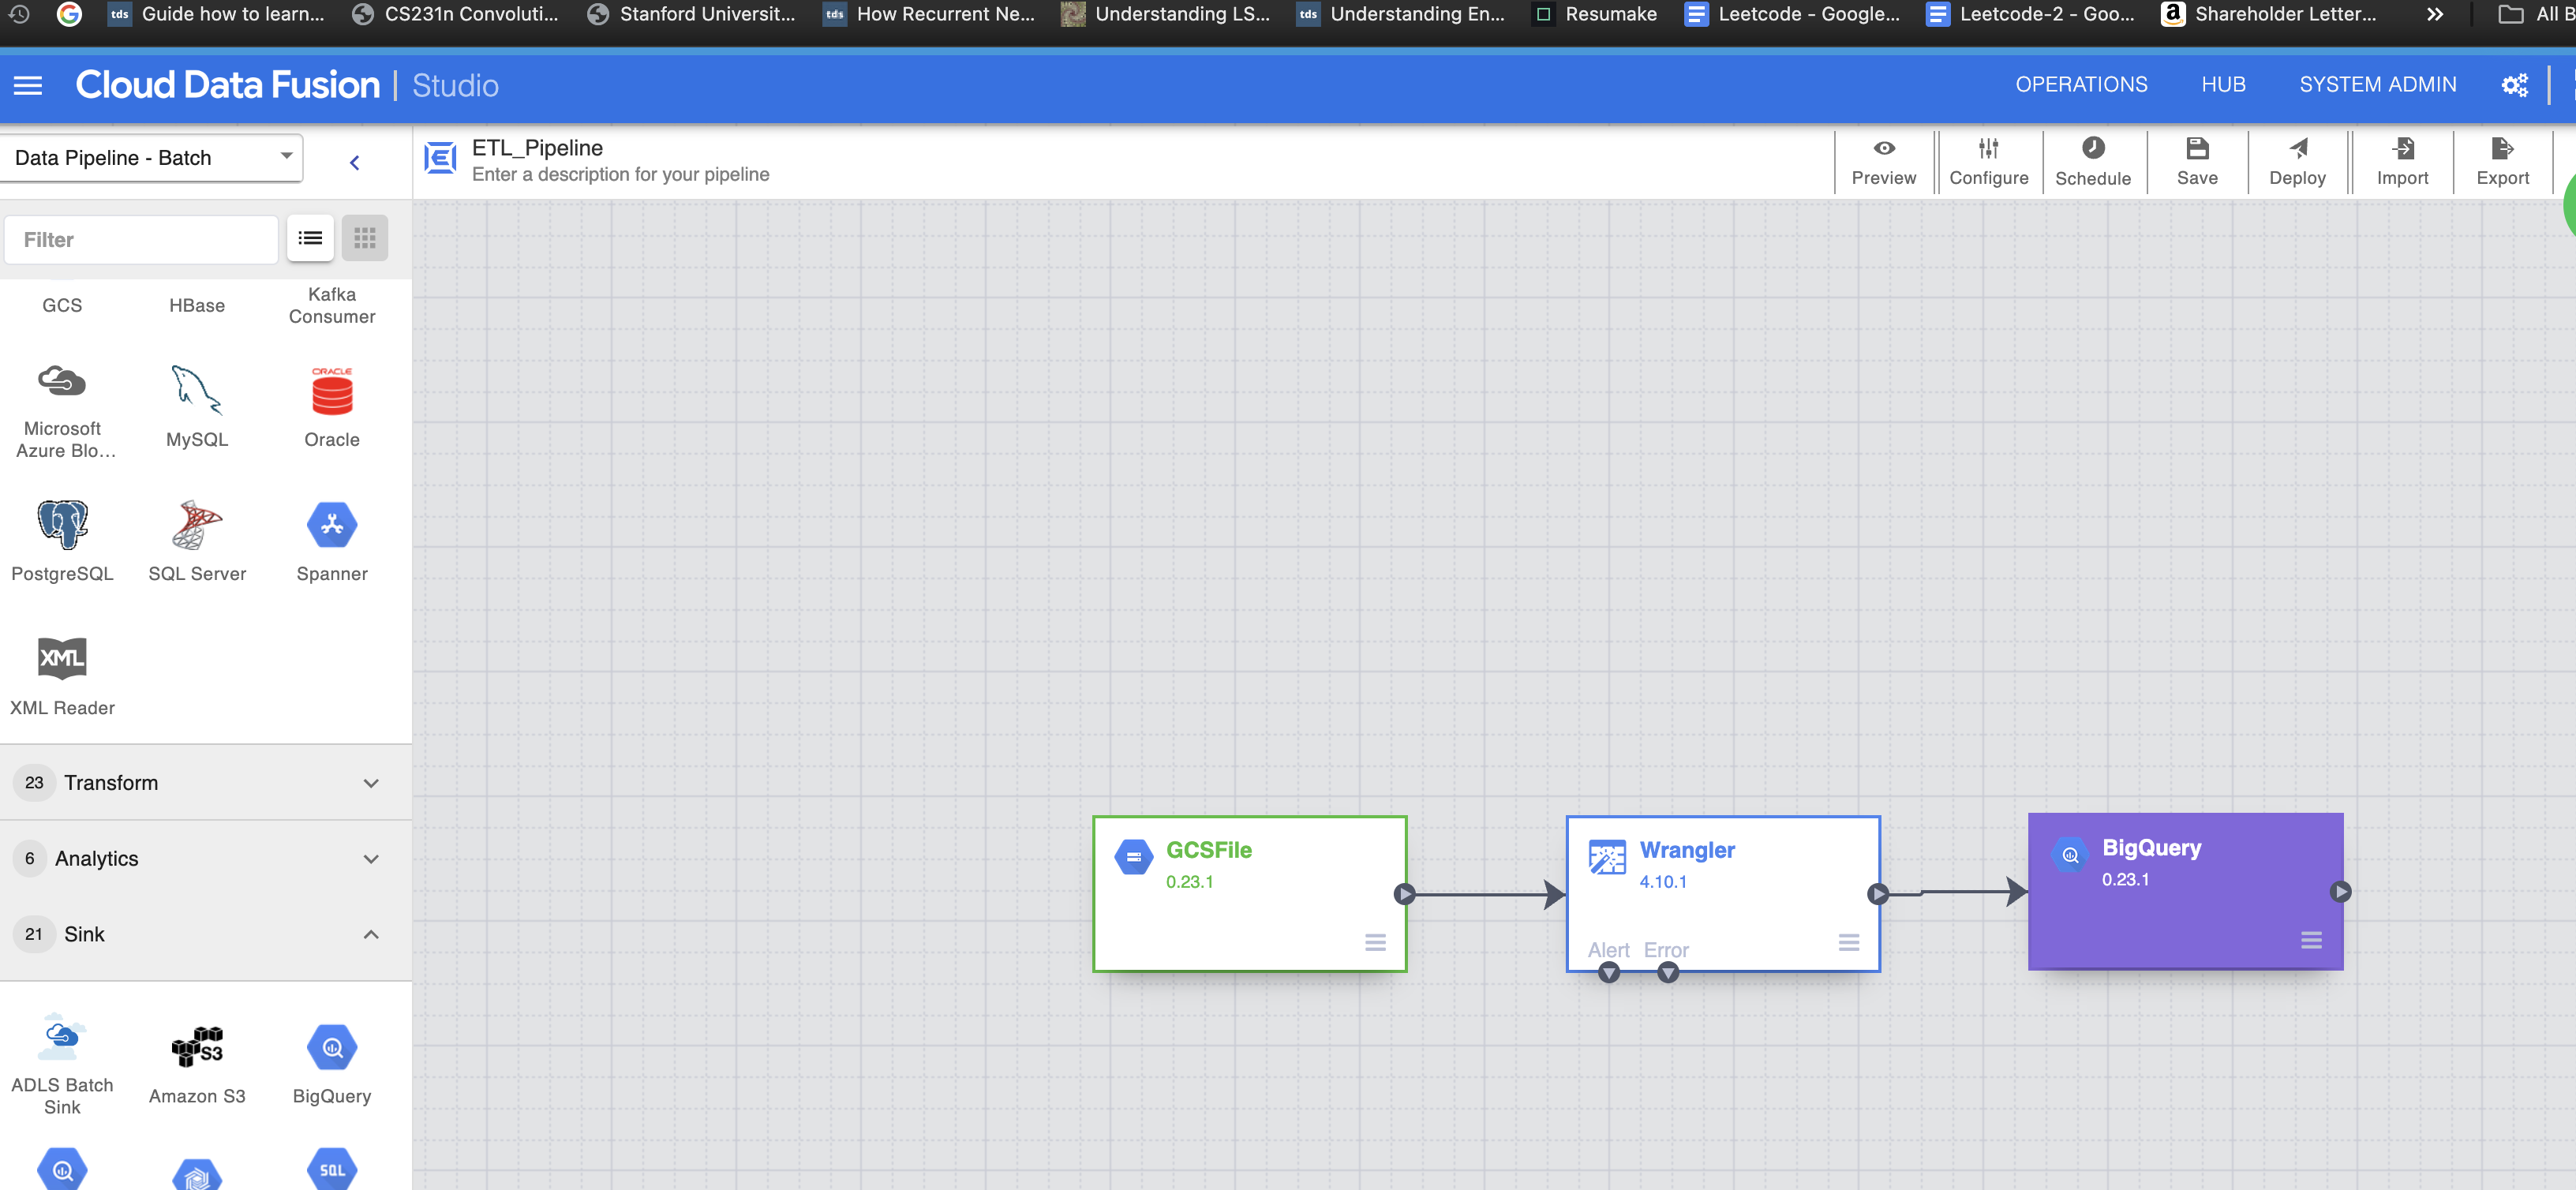 Guide how to learn...
CS231n Convoluti...
Stanford Universit...
How Recurrent Ne...
Understanding LS...
Understanding En...
Resumake
Leetcode - Google...
Leetcode-2 - Goo...
Shareholder Letter...
All B
Cloud Data Fusion | Studio
OPERATIONS
HUB
SYSTEM ADMIN
Data Pipeline - Batch
ETL_Pipeline
Enter a description for your pipeline
Preview
Configure
Schedule
Save
Deploy
Import
Export
Filter
GCS
HBase
Kafka
Consumer
Microsoft
Azure Blo...
MySQL
ORACLE
Oracle
PostgreSQL
SQL Server
Spanner
XML
XML Reader
23 Transform
6 Analytics
21 Sink
ADLS Batch
Sink
S3
Amazon S3
BigQuery
SQL
GCSFile
0.23.1
Wrangler
4.10.1
Alert Error
BigQuery
0.23.1